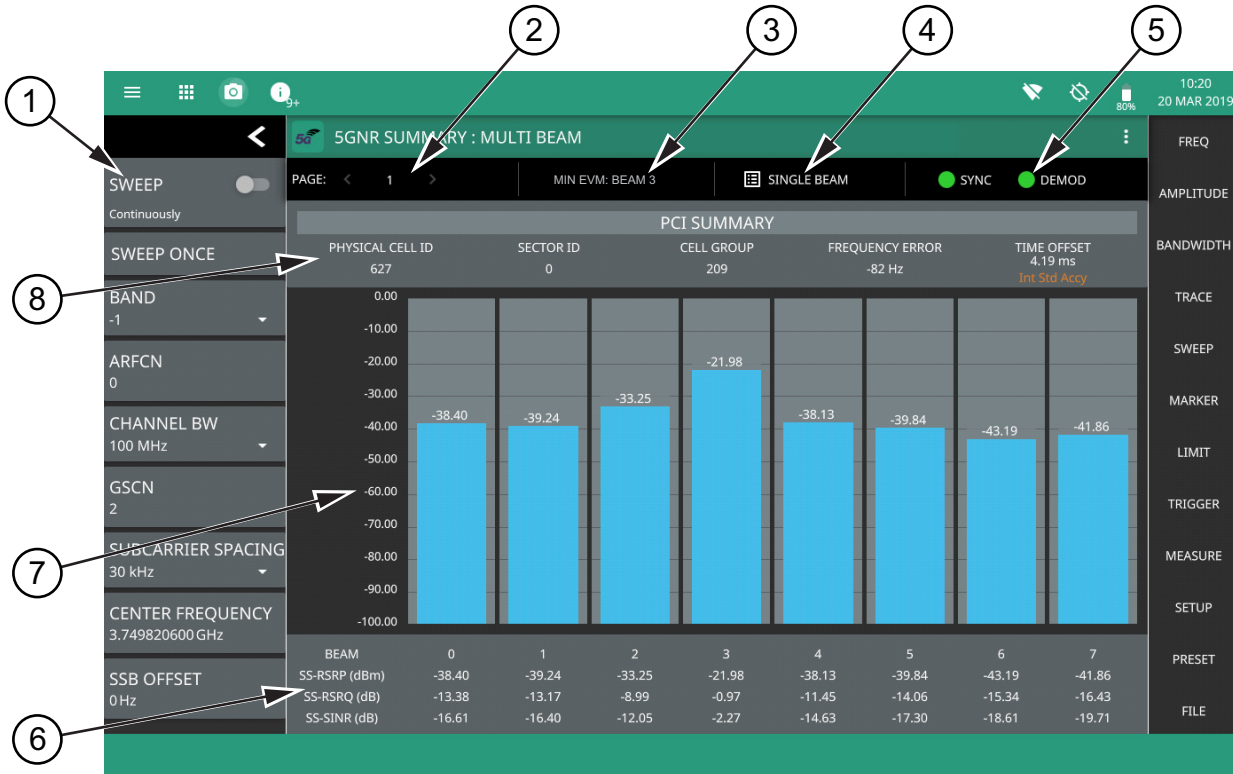 2 3 4 5
1
9+
80%
10:20
20 MAR 2019
5G 5GNR SUMMARY : MULTI BEAM
PAGE: < 1 > MIN EVM: BEAM 3 SINGLE BEAM SYNC DEMOD
SWEEP
Continuously
SWEEP ONCE
BAND
-1
ARFCN
0
CHANNEL BW
100 MHz
GSCN
2
SUBCARRIER SPACING
30 kHz
CENTER FREQUENCY
3.749820600 GHz
SSB OFFSET
0 Hz
8
7
6
PCI SUMMARY
PHYSICAL CELL ID SECTOR ID CELL GROUP FREQUENCY ERROR TIME OFFSET
627 0 209 -82 Hz 4.19 ms
Int Std Accy
0.00
-10.00
-20.00
-30.00
-40.00
-50.00
-60.00
-70.00
-80.00
-90.00
-100.00
-38.40 -39.24 -33.25 -21.98 -38.13 -39.84 -43.19 -41.86
BEAM 0 1 2 3 4 5 6 7
SS-RSRP (dBm) -38.40 -39.24 -33.25 -21.98 -38.13 -39.84 -43.19 -41.86
SS-RSRQ (dB) -13.38 -13.17 -8.99 -0.97 -11.45 -14.06 -15.34 -16.43
SS-SINR (dB) -16.61 -16.40 -12.05 -2.27 -14.63 -17.30 -18.61 -19.71
FREQ
AMPLITUDE
BANDWIDTH
TRACE
SWEEP
MARKER
LIMIT
TRIGGER
MEASURE
SETUP
PRESET
FILE